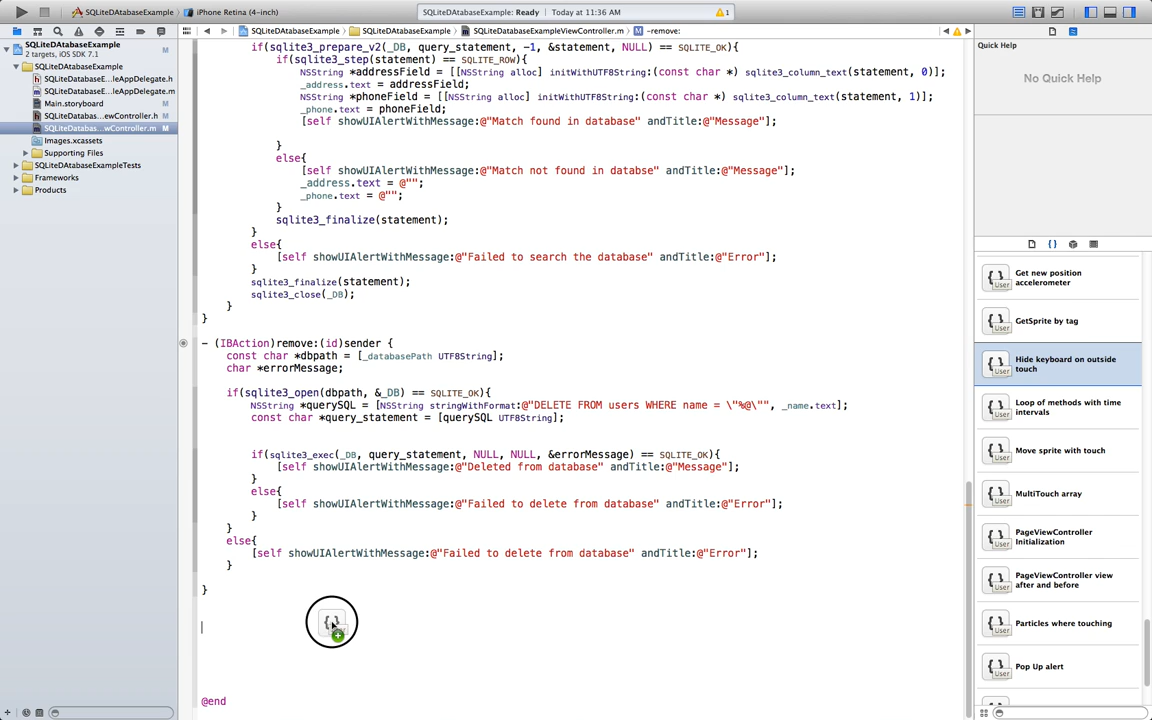 SQLiteDAtabaseExample
iPhone Retina (4-inch)
SQLiteDAtabaseExample: Ready
Today at 11:36 AM
1
SQLiteDAtabaseExample
2 targets, iOS SDK 7.1
M
SQLiteDAtabaseExample
SQLiteDAtabaseE...leAppDelegate.h
SQLiteDAtabaseE...leAppDelegate.m
Main.storyboard
M
SQLiteDAtabas...ewController.h
M
SQLiteDatabas...wController.m
M
Images.xcassets
Supporting Files
SQLiteDAtabaseExampleTests
Frameworks
Products
SQLiteDAtabaseExample
SQLiteDAtabaseExample
SQLiteDatabaseExampleViewController.m
M
-remove:
if(sqlite3_prepare_v2(_DB, query_statement, -1, &statement, NULL) == SQLITE_OK){
if(sqlite3_step(statement) == SQLITE_ROW){
NSString *addressField = [[NSString alloc] initWithUTF8String:(const char *) sqlite3_column_text(statement, 0)];
_address.text = addressField;
NSString *phoneField = [[NSString alloc] initWithUTF8String:(const char *) sqlite3_column_text(statement, 1)];
_phone.text = phoneField;
[self showUIAlertWithMessage:@"Match found in database" andTitle:@"Message"];
}
else{
[self showUIAlertWithMessage:@"Match not found in databse" andTitle:@"Message"];
_address.text = @"";
_phone.text = @"";
}
sqlite3_finalize(statement);
}
else{
[self showUIAlertWithMessage:@"Failed to search the database" andTitle:@"Error"];
}
sqlite3_finalize(statement);
sqlite3_close(_DB);
}
}
- (IBAction)remove:(id)sender {
const char *dbpath = [_databasePath UTF8String];
char *errorMessage;
if(sqlite3_open(dbpath, &_DB) == SQLITE_OK){
NSString *querySQL = [NSString stringWithFormat:@"DELETE FROM users WHERE name = \"%@\"", _name.text];
const char *query_statement = [querySQL UTF8String];
if(sqlite3_exec(_DB, query_statement, NULL, NULL, &errorMessage) == SQLITE_OK){
[self showUIAlertWithMessage:@"Deleted from database" andTitle:@"Message"];
}
else{
[self showUIAlertWithMessage:@"Failed to delete from database" andTitle:@"Error"];
}
}
else{
[self showUIAlertWithMessage:@"Failed to delete from database" andTitle:@"Error"];
}
}
@end
Quick Help
No Quick Help
{ }
{ } User
Get new position
accelerometer
{ } User
GetSprite by tag
{ } User
Hide keyboard on outside
touch
{ } User
Loop of methods with time
intervals
{ } User
Move sprite with touch
{ } User
MultiTouch array
{ } User
PageViewController
Initialization
{ } User
PageViewController view
after and before
{ } User
Particles where touching
{ } User
Pop Up alert